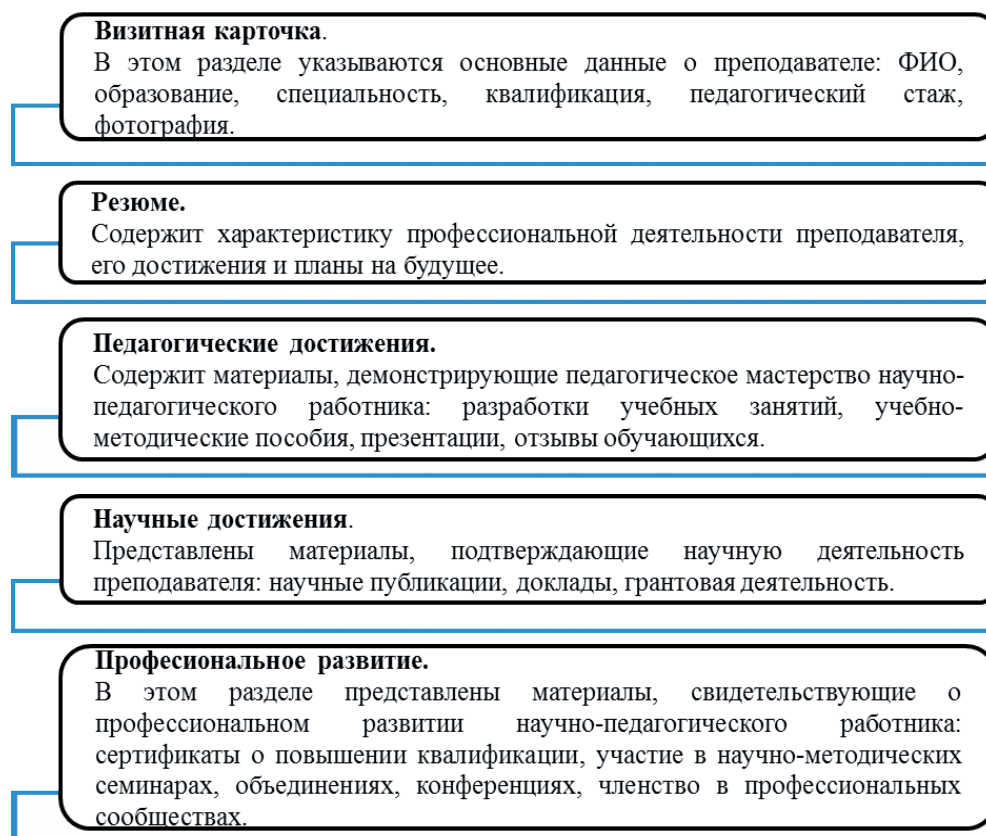 Визитная карточка.
В этом разделе указываются основные данные о преподавателе: ФИО,
образование, специальность, квалификация, педагогический стаж,
фотография.
Резюме.
Содержит характеристику профессиональной деятельности преподавателя,
его достижения и планы на будущее.
Педагогические достижения.
Содержит материалы, демонстрирующие педагогическое мастерство научно-
педагогического работника: разработки учебных занятий, учебно-
методические пособия, презентации, отзывы обучающихся.
Научные достижения.
Представлены материалы, подтверждающие научную деятельность
преподавателя: научные публикации, доклады, грантовая деятельность.
Професиональное развитие.
В этом разделе представлены материалы, свидетельствующие о
профессиональном развитии научно-педагогического работника:
сертификаты о повышении квалификации, участие в научно-методических
семинарах, объединениях, конференциях, членство в профессиональных
сообществах.